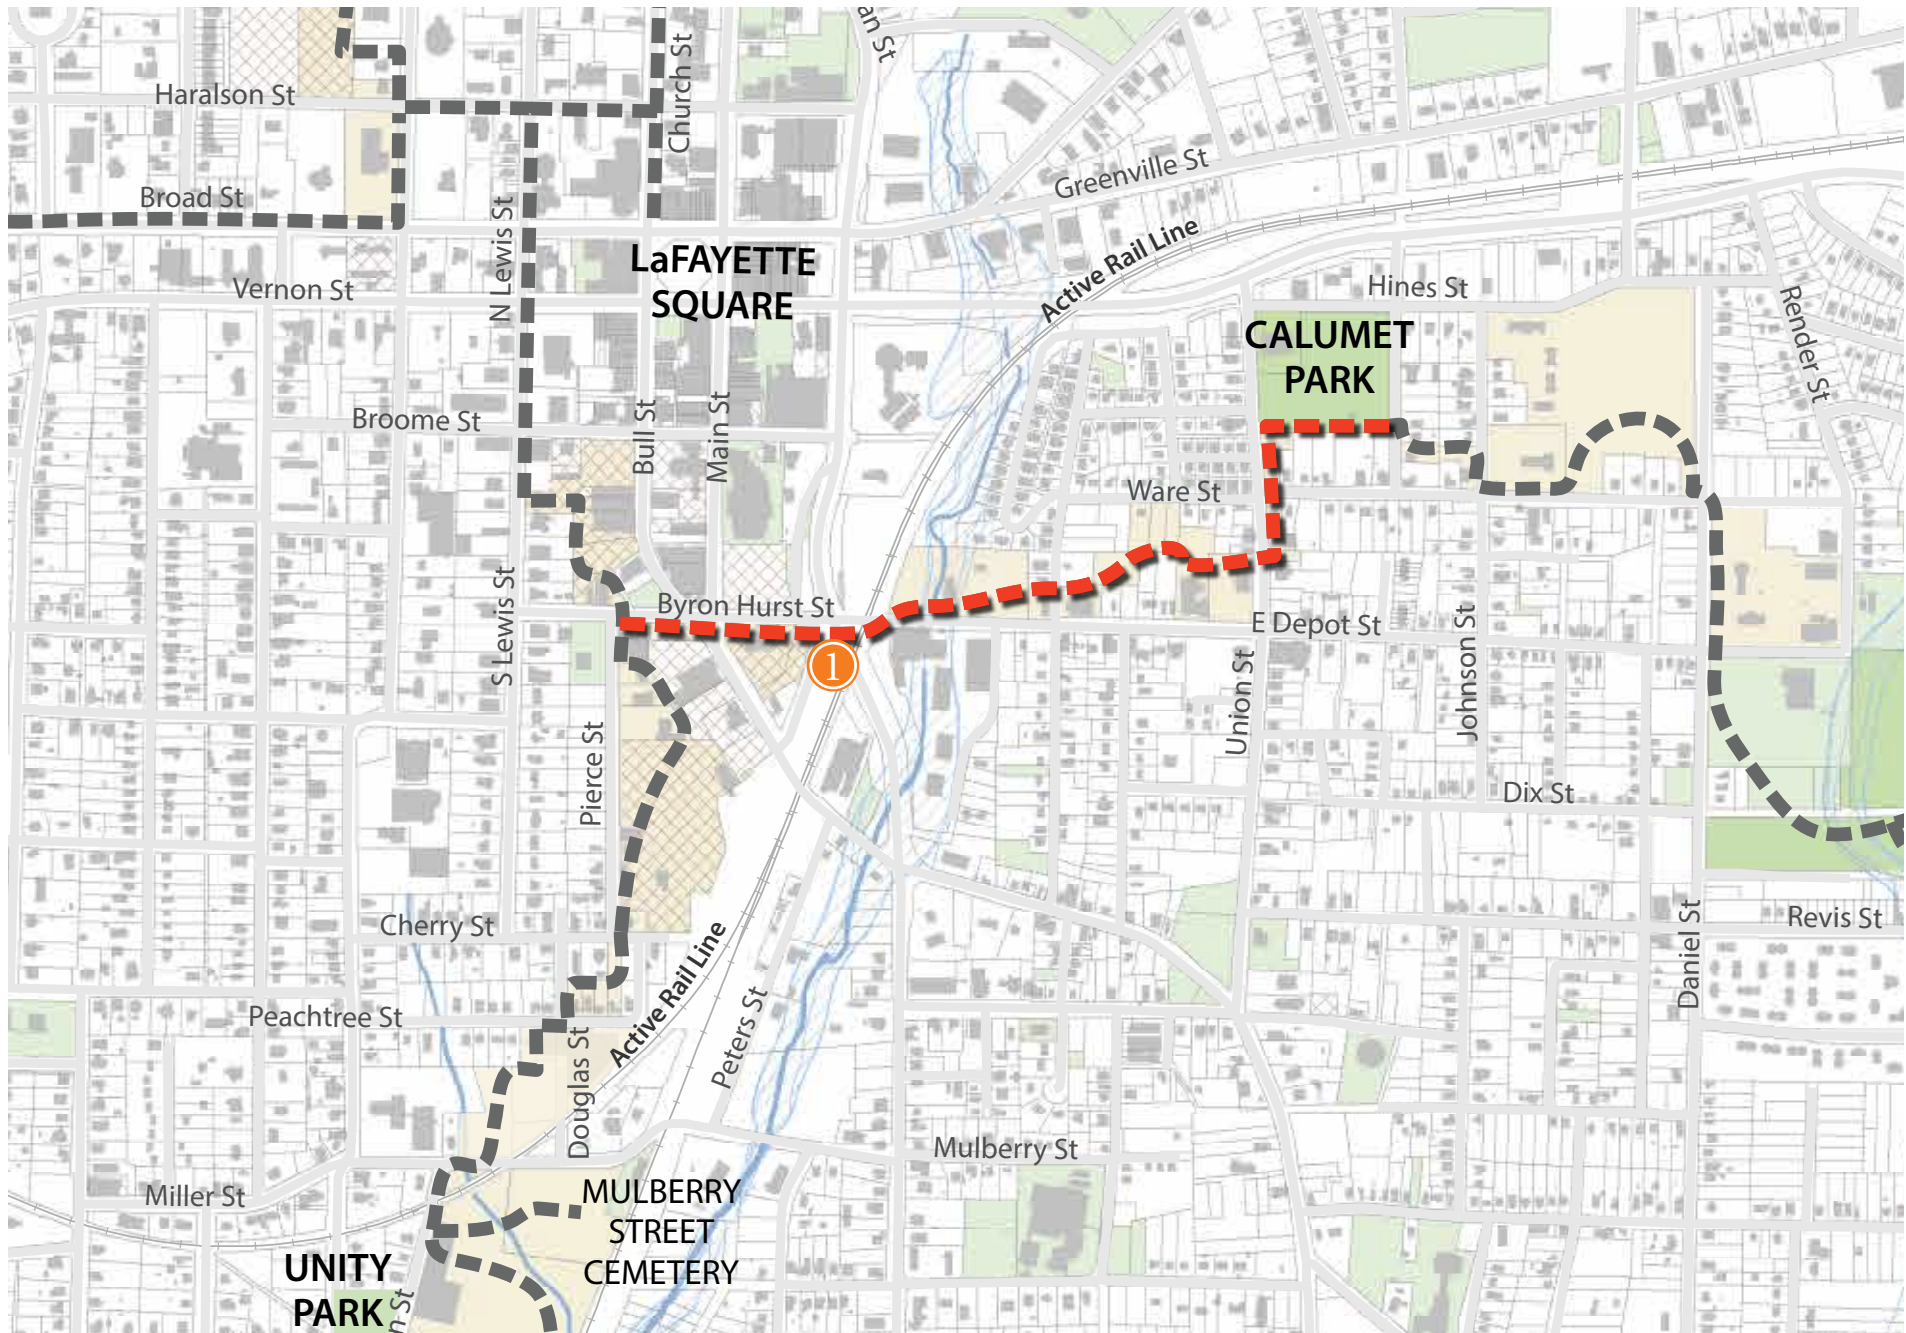 an St
Haralson St
Church St
Broad St
Greenville St
N Lewis St
LaFAYETTE
SQUARE
Active Rail Line
Vernon St
Hines St
Render St
CALUMET
PARK
Broome St
Bull St
Main St
Ware St
S Lewis St
Byron Hurst St
E Depot St
1
Union St
Johnson St
Pierce St
Dix St
Cherry St
Revis St
Daniel St
Active Rail Line
Peachtree St
Peters St
Douglas St
Mulberry St
Miller St
MULBERRY
STREET
CEMETERY
UNITY
PARK
n St